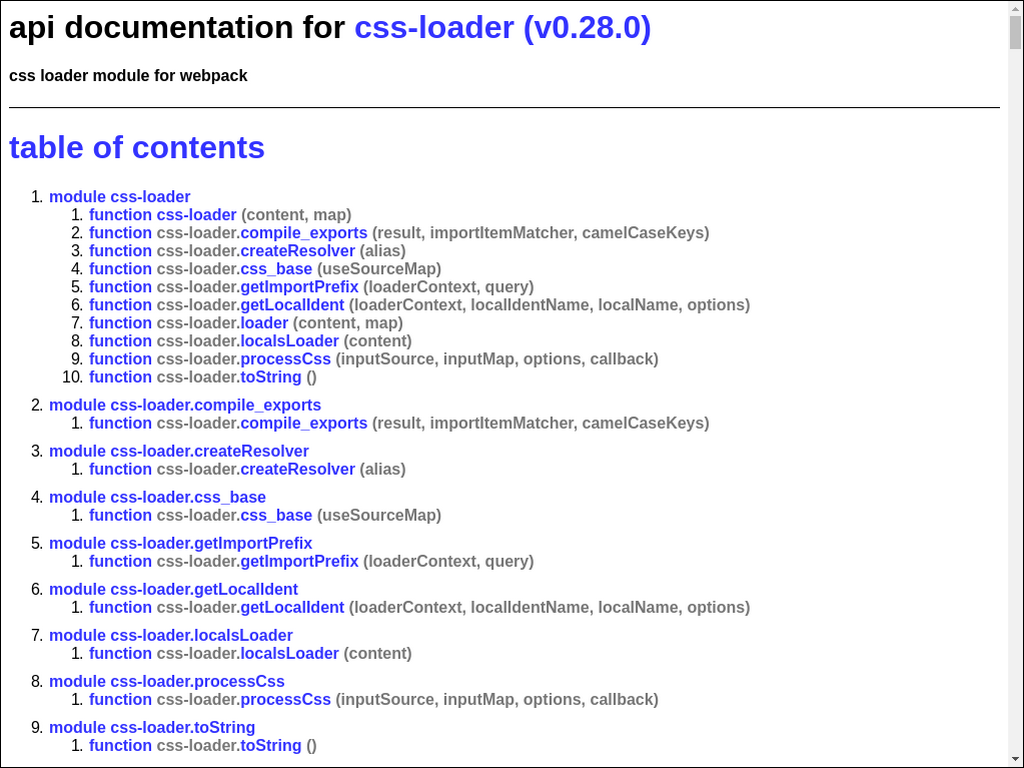 api documentation for css-loader (v0.28.0)
css loader module for webpack
table of contents
1. module css-loader
1. function css-loader (content, map)
2. function css-loader.compile_exports (result, importItemMatcher, camelCaseKeys)
3. function css-loader.createResolver (alias)
4. function css-loader.css_base (useSourceMap)
5. function css-loader.getImportPrefix (loaderContext, query)
6. function css-loader.getLocalIdent (loaderContext, localIdentName, localName, options)
7. function css-loader.loader (content, map)
8. function css-loader.localsLoader (content)
9. function css-loader.processCss (inputSource, inputMap, options, callback)
10. function css-loader.toString ()
2. module css-loader.compile_exports
1. function css-loader.compile_exports (result, importItemMatcher, camelCaseKeys)
3. module css-loader.createResolver
1. function css-loader.createResolver (alias)
4. module css-loader.css_base
1. function css-loader.css_base (useSourceMap)
5. module css-loader.getImportPrefix
1. function css-loader.getImportPrefix (loaderContext, query)
6. module css-loader.getLocalIdent
1. function css-loader.getLocalIdent (loaderContext, localIdentName, localName, options)
7. module css-loader.localsLoader
1. function css-loader.localsLoader (content)
8. module css-loader.processCss
1. function css-loader.processCss (inputSource, inputMap, options, callback)
9. module css-loader.toString
1. function css-loader.toString ()